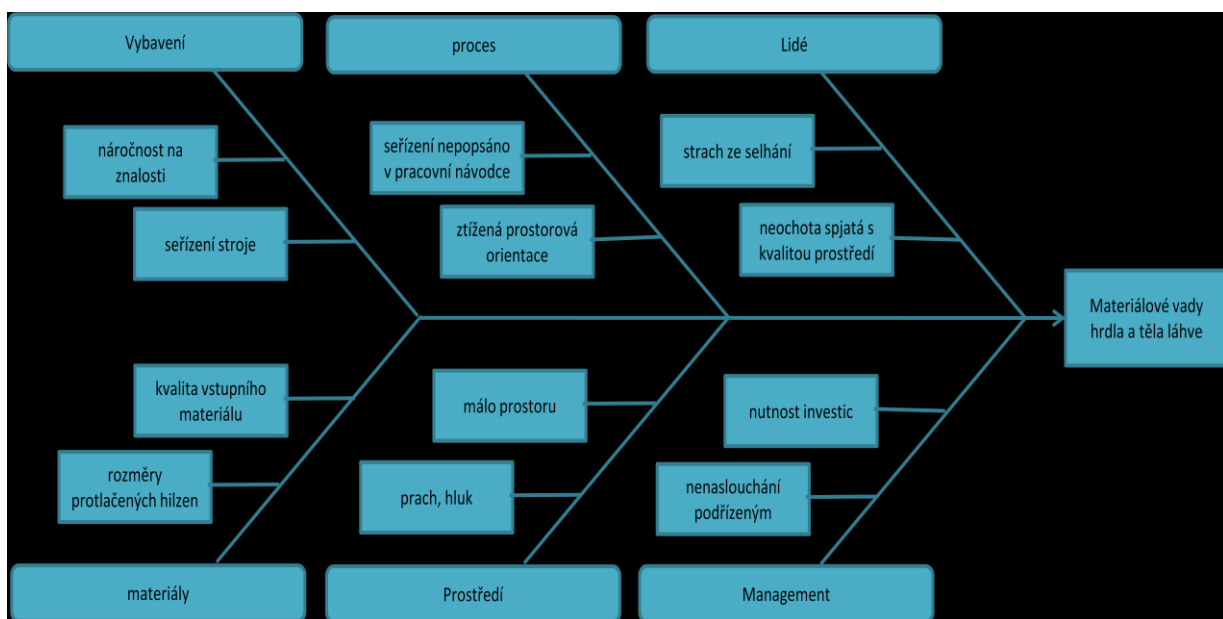 Vybavení
proces
Lidé
náročnost na
znalosti
seřízení nepopsáno
v pracovní návodce
strach ze selhání
seřízení stroje
ztížená prostorová
orientace
neochota spjatá s
kvalitou prostředí
Materiálové vady
hrdla a těla láhve
kvalita vstupního
materiálu
málo prostoru
nutnost investic
rozměry
protlačených hilzen
prach, hluk
nenaslouchání
podřízeným
materiály
Prostředí
Management